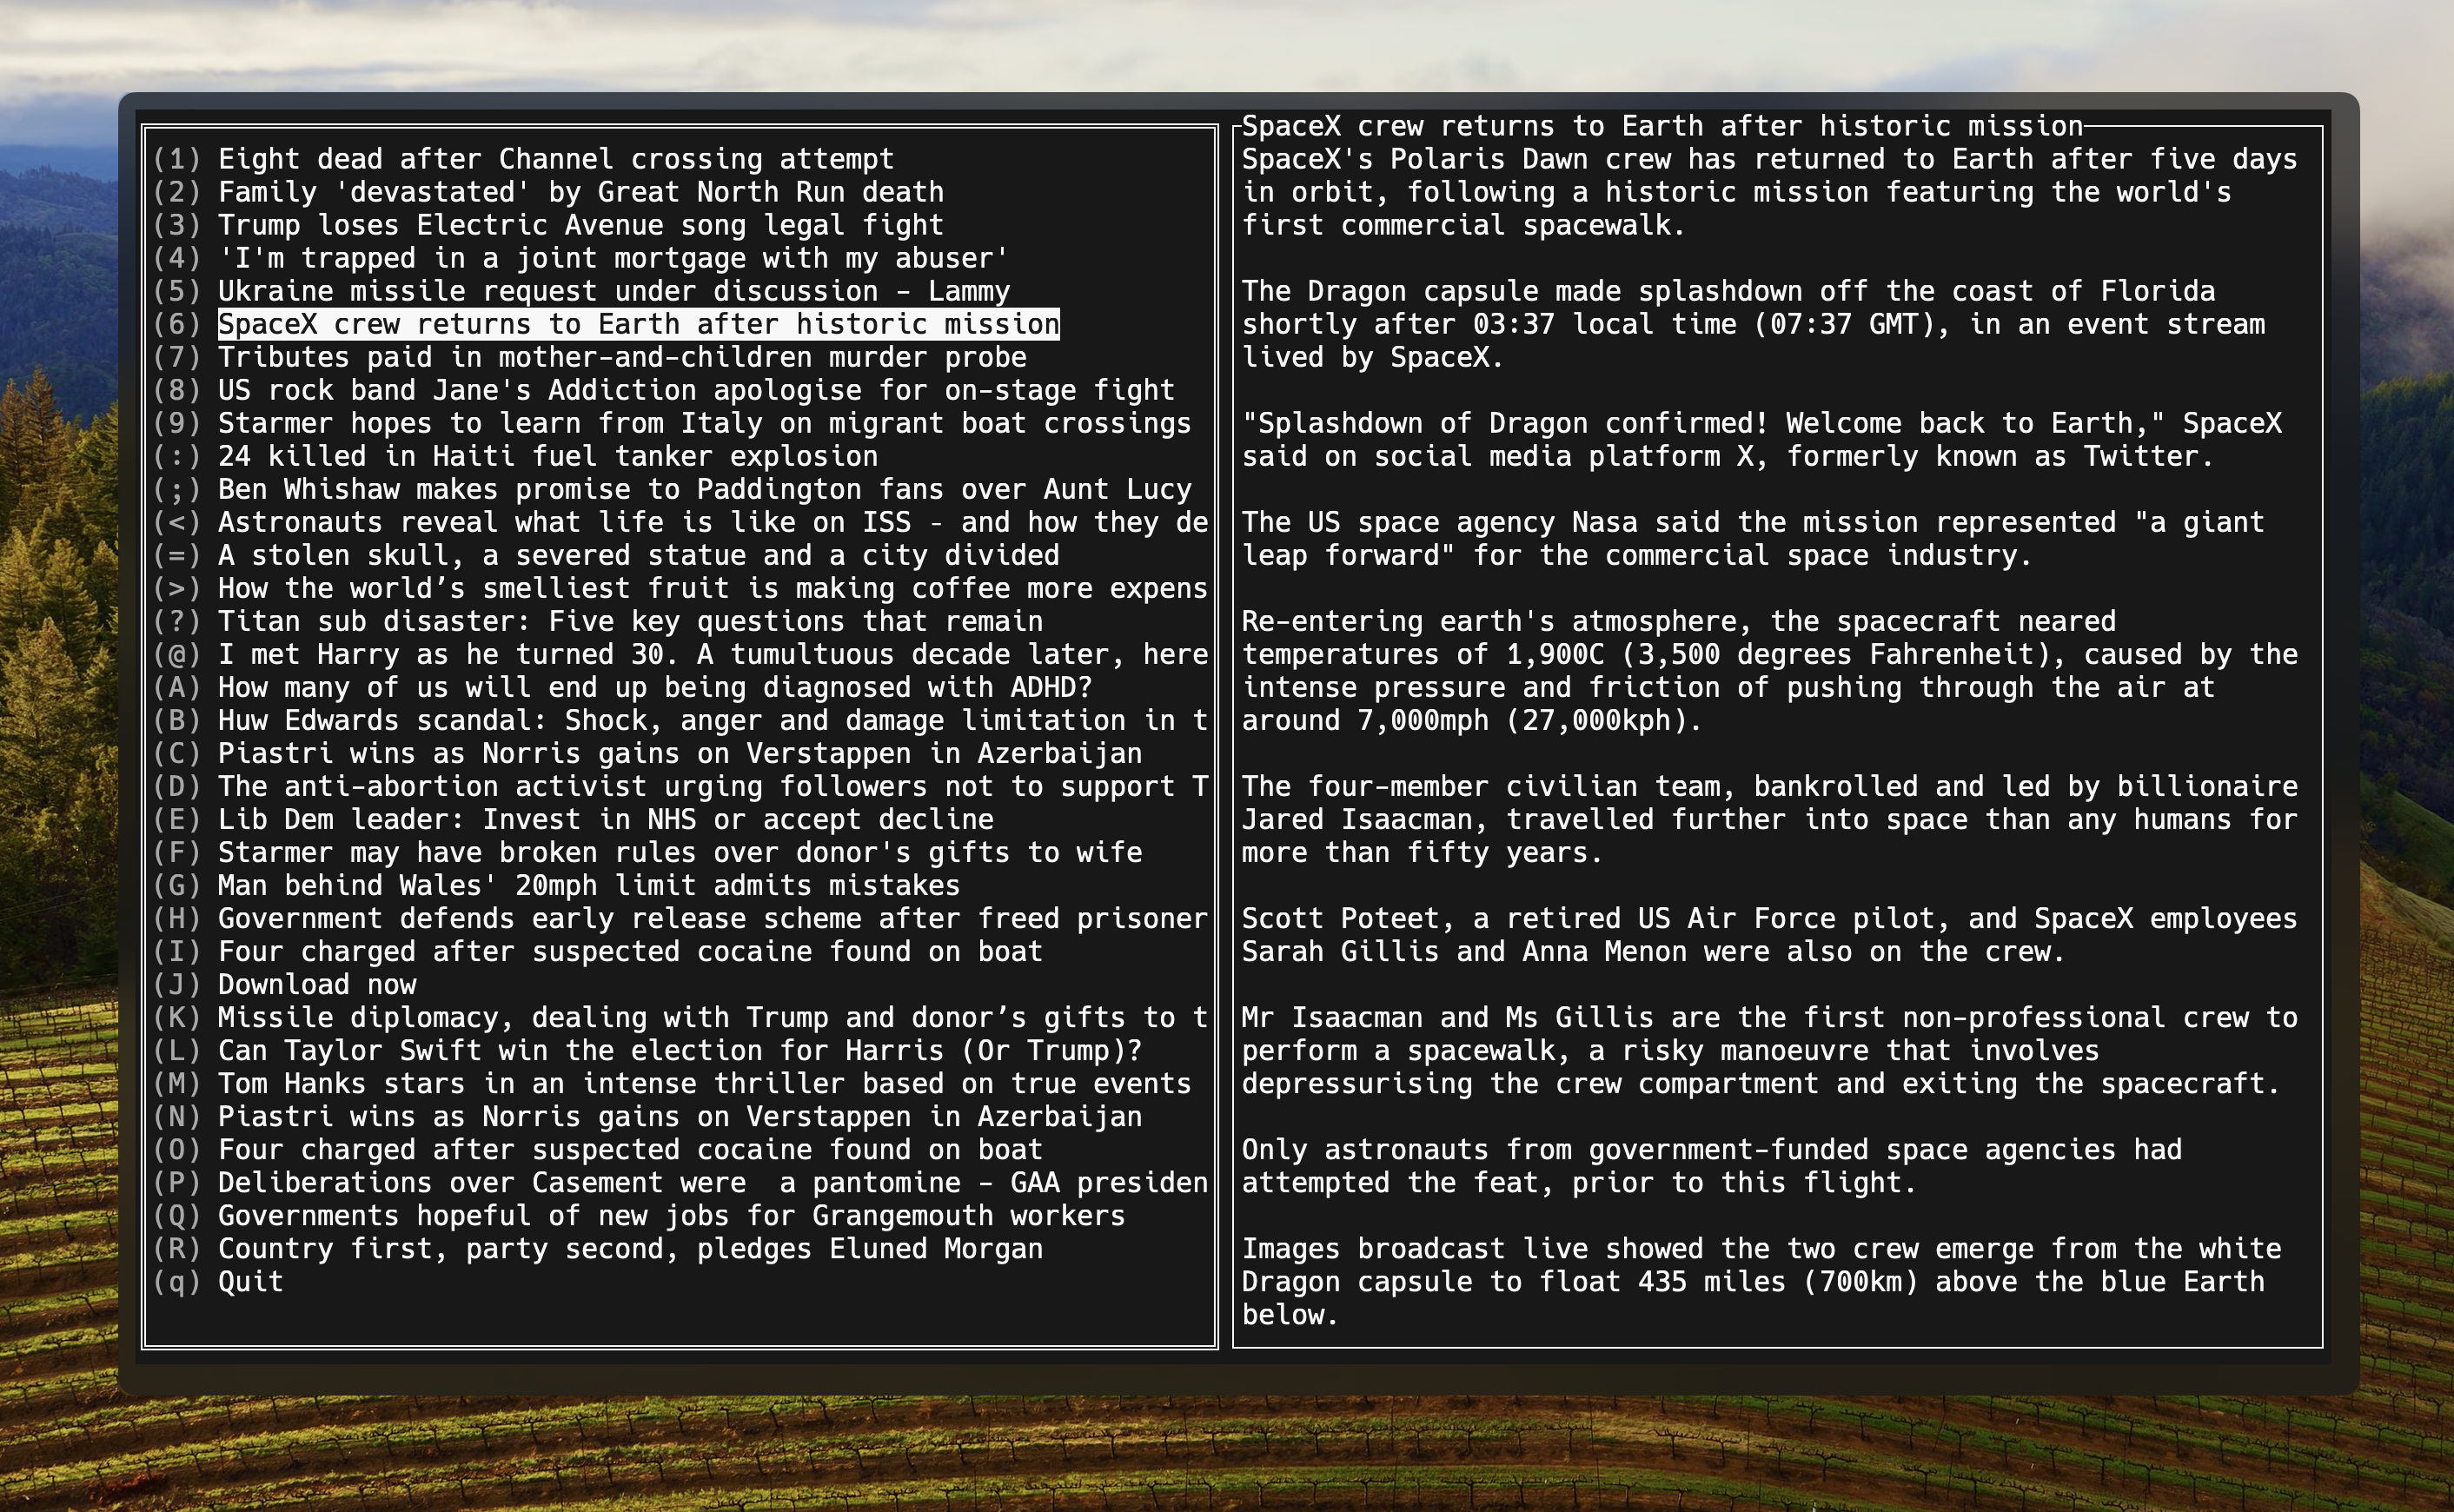 (1) Eight dead after Channel crossing attempt
(2) Family 'devastated' by Great North Run death
(3) Trump loses Electric Avenue song legal fight
(4) 'I'm trapped in a joint mortgage with my abuser'
(5) Ukraine missile request under discussion - Lammy
(6) SpaceX crew returns to Earth after historic mission
(7) Tributes paid in mother-and-children murder probe
(8) US rock band Jane's Addiction apologise for on-stage fight
(9) Starmer hopes to learn from Italy on migrant boat crossings
(:) 24 killed in Haiti fuel tanker explosion
(;) Ben Whishaw makes promise to Paddington fans over Aunt Lucy
(<) Astronauts reveal what life is like on ISS - and how they de
(=) A stolen skull, a severed statue and a city divided
(>) How the world’s smelliest fruit is making coffee more expens
(?) Titan sub disaster: Five key questions that remain
(@) I met Harry as he turned 30. A tumultuous decade later, here
(A) How many of us will end up being diagnosed with ADHD?
(B) Huw Edwards scandal: Shock, anger and damage limitation in t
(C) Piastri wins as Norris gains on Verstappen in Azerbaijan
(D) The anti-abortion activist urging followers not to support T
(E) Lib Dem leader: Invest in NHS or accept decline
(F) Starmer may have broken rules over donor's gifts to wife
(G) Man behind Wales' 20mph limit admits mistakes
(H) Government defends early release scheme after freed prisoner
(I) Four charged after suspected cocaine found on boat
(J) Download now
(K) Missile diplomacy, dealing with Trump and donor’s gifts to t
(L) Can Taylor Swift win the election for Harris (Or Trump)?
(M) Tom Hanks stars in an intense thriller based on true events
(N) Piastri wins as Norris gains on Verstappen in Azerbaijan
(O) Four charged after suspected cocaine found on boat
(P) Deliberations over Casement were  a pantomine - GAA presiden
(Q) Governments hopeful of new jobs for Grangemouth workers
(R) Country first, party second, pledges Eluned Morgan
(q) Quit
SpaceX crew returns to Earth after historic mission
SpaceX's Polaris Dawn crew has returned to Earth after five days
in orbit, following a historic mission featuring the world's
first commercial spacewalk.
The Dragon capsule made splashdown off the coast of Florida
shortly after 03:37 local time (07:37 GMT), in an event stream
lived by SpaceX.
"Splashdown of Dragon confirmed! Welcome back to Earth," SpaceX
said on social media platform X, formerly known as Twitter.
The US space agency Nasa said the mission represented "a giant
leap forward" for the commercial space industry.
Re-entering earth's atmosphere, the spacecraft neared
temperatures of 1,900C (3,500 degrees Fahrenheit), caused by the
intense pressure and friction of pushing through the air at
around 7,000mph (27,000kph).
The four-member civilian team, bankrolled and led by billionaire
Jared Isaacman, travelled further into space than any humans for
more than fifty years.
Scott Poteet, a retired US Air Force pilot, and SpaceX employees
Sarah Gillis and Anna Menon were also on the crew.
Mr Isaacman and Ms Gillis are the first non-professional crew to
perform a spacewalk, a risky manoeuvre that involves
depressurising the crew compartment and exiting the spacecraft.
Only astronauts from government-funded space agencies had
attempted the feat, prior to this flight.
Images broadcast live showed the two crew emerge from the white
Dragon capsule to float 435 miles (700km) above the blue Earth
below.